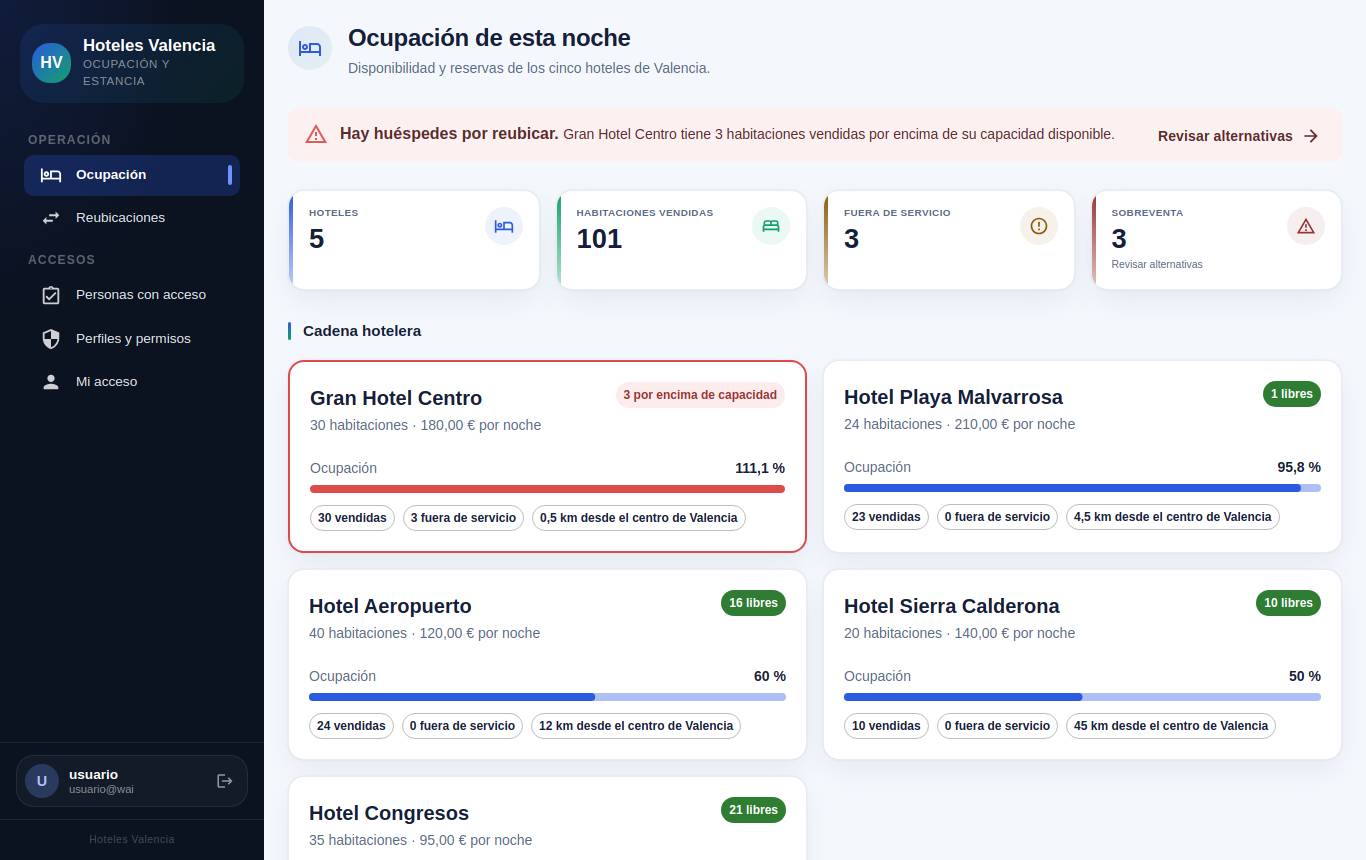 HV
Hoteles Valencia
OCUPACIÓN Y
ESTANCIA
OPERACIÓN
Ocupación
Reubicaciones
ACCESOS
Personas con acceso
Perfiles y permisos
Mi acceso
U
usuario
usuario@wai
Hoteles Valencia
Ocupación de esta noche
Disponibilidad y reservas de los cinco hoteles de Valencia.
Hay huéspedes por reubicar. Gran Hotel Centro tiene 3 habitaciones vendidas por encima de su capacidad disponible.
Revisar alternativas
HOTELES
5
HABITACIONES VENDIDAS
101
FUERA DE SERVICIO
3
SOBREVENTA
3
Revisar alternativas
Cadena hotelera
Gran Hotel Centro
3 por encima de capacidad
30 habitaciones · 180,00 € por noche
Ocupación 111,1 %
30 vendidas 3 fuera de servicio 0,5 km desde el centro de Valencia
Hotel Playa Malvarrosa
1 libres
24 habitaciones · 210,00 € por noche
Ocupación 95,8 %
23 vendidas 0 fuera de servicio 4,5 km desde el centro de Valencia
Hotel Aeropuerto
16 libres
40 habitaciones · 120,00 € por noche
Ocupación 60 %
24 vendidas 0 fuera de servicio 12 km desde el centro de Valencia
Hotel Sierra Calderona
10 libres
20 habitaciones · 140,00 € por noche
Ocupación 50 %
10 vendidas 0 fuera de servicio 45 km desde el centro de Valencia
Hotel Congresos
21 libres
35 habitaciones · 95,00 € por noche